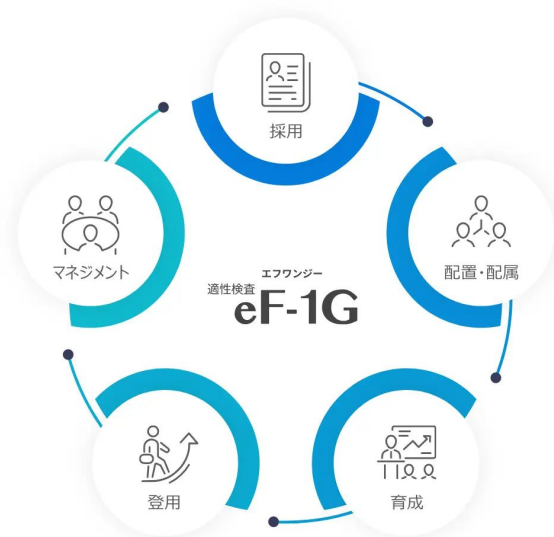 採用
マネジメント
配置・配属
エフワンジー
適性検査
eF-1G
登用
育成